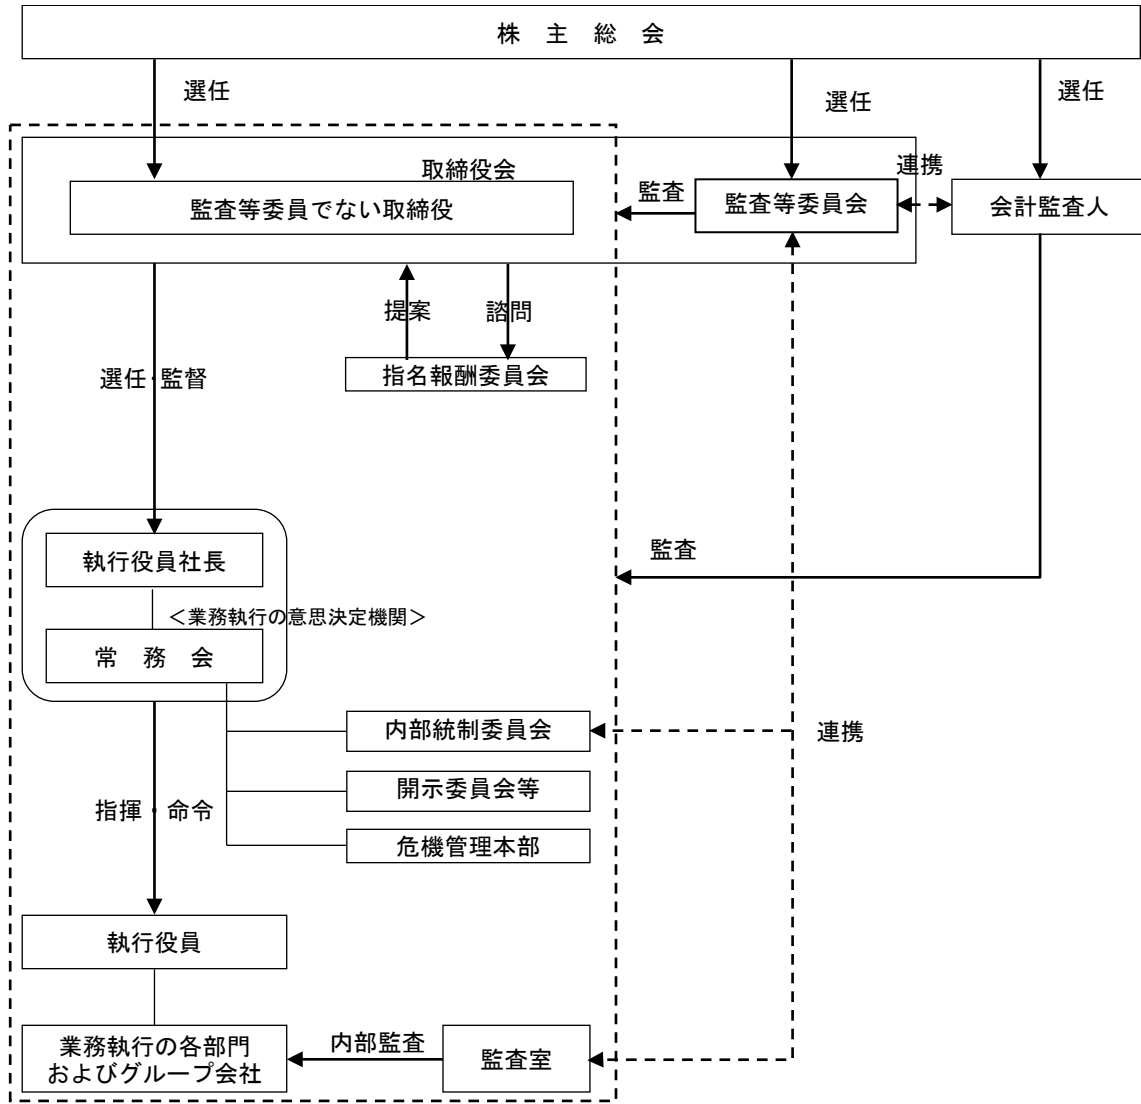 株 主 総 会
選任
選任
選任
取締役会
連携
監査等委員でない取締役
監査
監査等委員会
会計監査人
提案
諮問
選任・監督
指名報酬委員会
執行役員社長
監査
＜業務執行の意思決定機関＞
常 務 会
内部統制委員会
連携
開示委員会等
指揮・命令
危機管理本部
執行役員
業務執行の各部門
およびグループ会社
内部監査
監査室